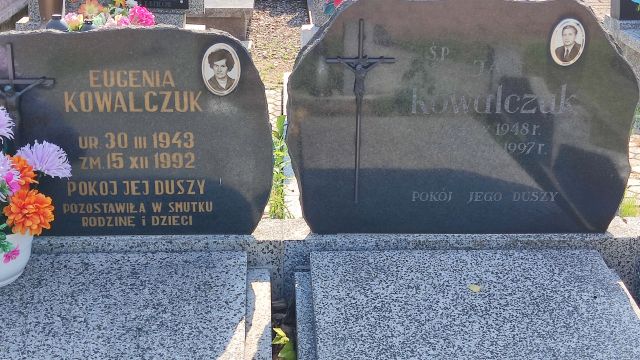 EUGENIA
KOWALCZUK
UR. 30 III 1943
ZM. 15 XII 1992
POKÓJ JEJ DUSZY
POZOSTAWIŁA W SMUTKU
RODZINĘ i DZIECI
ŚP.
Kowalczuk
1948 r.
1997 r.
POKÓJ JEGO DUSZY